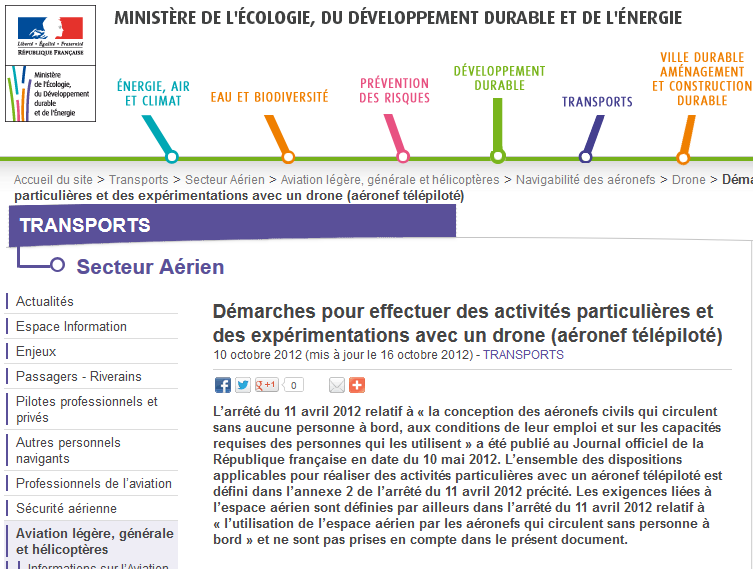 MINISTÈRE DE L'ÉCOLOGIE, DU DÉVELOPPEMENT DURABLE ET DE L'ÉNERGIE
Liberté • Égalité • Fraternité
RÉPUBLIQUE FRANÇAISE
Ministère
de l'Écologie,
du Développement
durable
et de l'Énergie
ÉNERGIE, AIR
ET CLIMAT
EAU ET BIODIVERSITÉ
PRÉVENTION
DES RISQUES
DÉVELOPPEMENT
DURABLE
TRANSPORTS
VILLE DURABLE
AMÉNAGEMENT
ET CONSTRUCTION
DURABLE
Accueil du site > Transports > Secteur Aérien > Aviation légère, générale et hélicoptères > Navigabilité des aéronefs > Drone > Déma
particulières et des expérimentations avec un drone (aéronef télépiloté)
TRANSPORTS
Secteur Aérien
Actualités
Espace Information
Enjeux
Passagers - Riverains
Pilotes professionnels et
privés
Autres personnels
navigants
Professionnels de l'aviation
Sécurité aérienne
Aviation légère, générale
et hélicoptères
Informations sur l'Aviation
Démarches pour effectuer des activités particulières et
des expérimentations avec un drone (aéronef télépiloté)
10 octobre 2012 (mis à jour le 16 octobre 2012) - TRANSPORTS
g+1 0
L'arrêté du 11 avril 2012 relatif à « la conception des aéronefs civils qui circulent
sans aucune personne à bord, aux conditions de leur emploi et sur les capacités
requises des personnes qui les utilisent » a été publié au Journal officiel de la
République française en date du 10 mai 2012. L'ensemble des dispositions
applicables pour réaliser des activités particulières avec un aéronef télépiloté est
défini dans l'annexe 2 de l'arrêté du 11 avril 2012 précité. Les exigences liées à
l'espace aérien sont définies par ailleurs dans l'arrêté du 11 avril 2012 relatif à
« l'utilisation de l'espace aérien par les aéronefs qui circulent sans personne à
bord » et ne sont pas prises en compte dans le présent document.